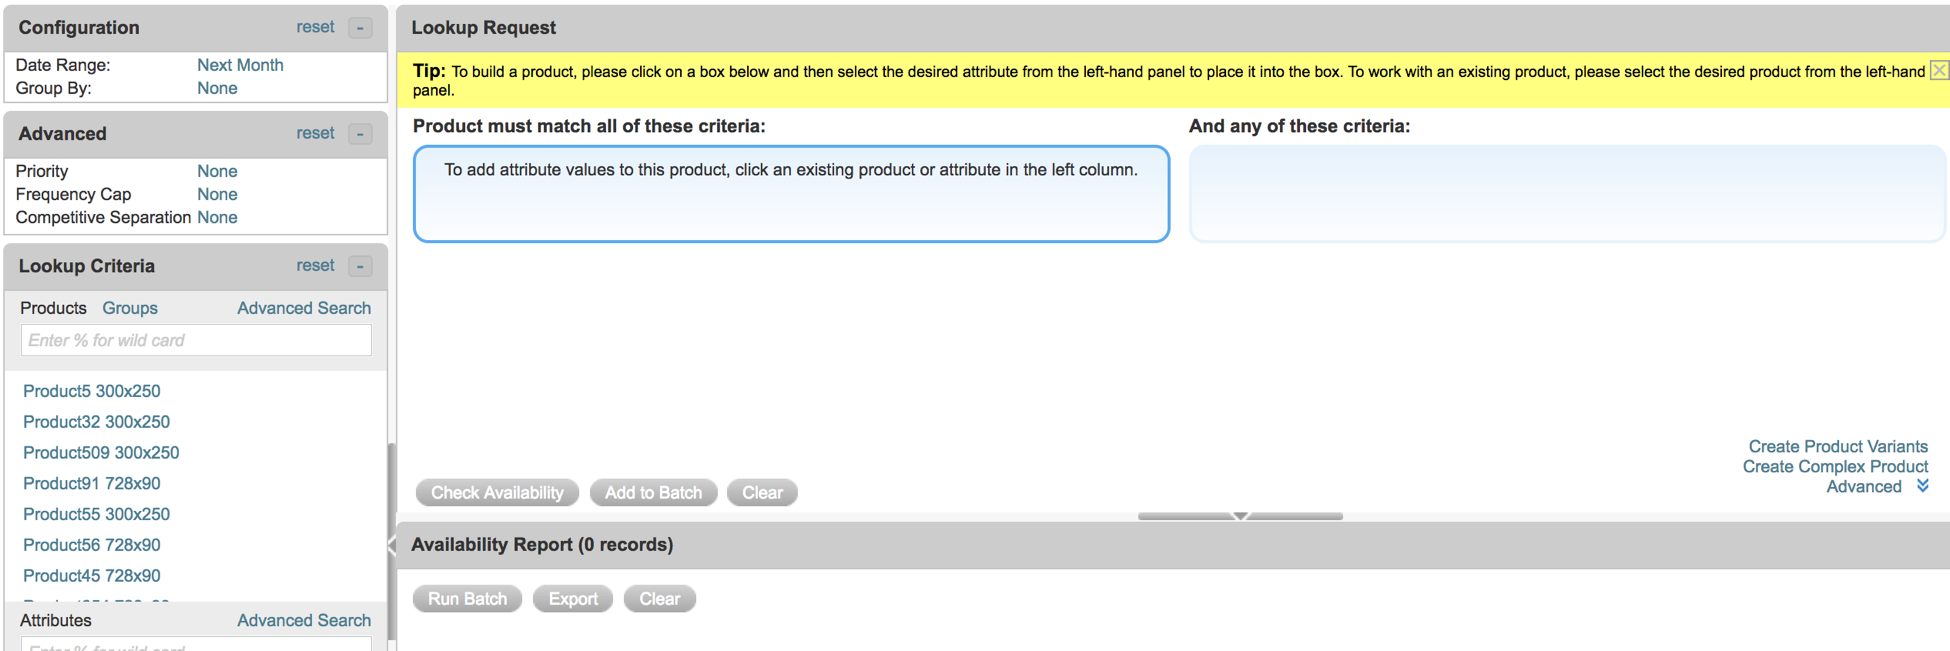 Configuration reset -
Date Range: Next Month
Group By: None
Advanced reset -
Priority None
Frequency Cap None
Competitive Separation None
Lookup Criteria reset -
Products Groups Advanced Search
Enter % for wild card
Product5 300x250
Product32 300x250
Product509 300x250
Product91 728x90
Product55 300x250
Product56 728x90
Product45 728x90
Attributes Advanced Search
Enter % for wild card
Lookup Request
Tip: To build a product, please click on a box below and then select the desired attribute from the left-hand panel to place it into the box. To work with an existing product, please select the desired product from the left-hand
panel.
Product must match all of these criteria:
To add attribute values to this product, click an existing product or attribute in the left column.
And any of these criteria:
Create Product Variants
Create Complex Product
Advanced
Check Availability Add to Batch Clear
Availability Report (0 records)
Run Batch Export Clear